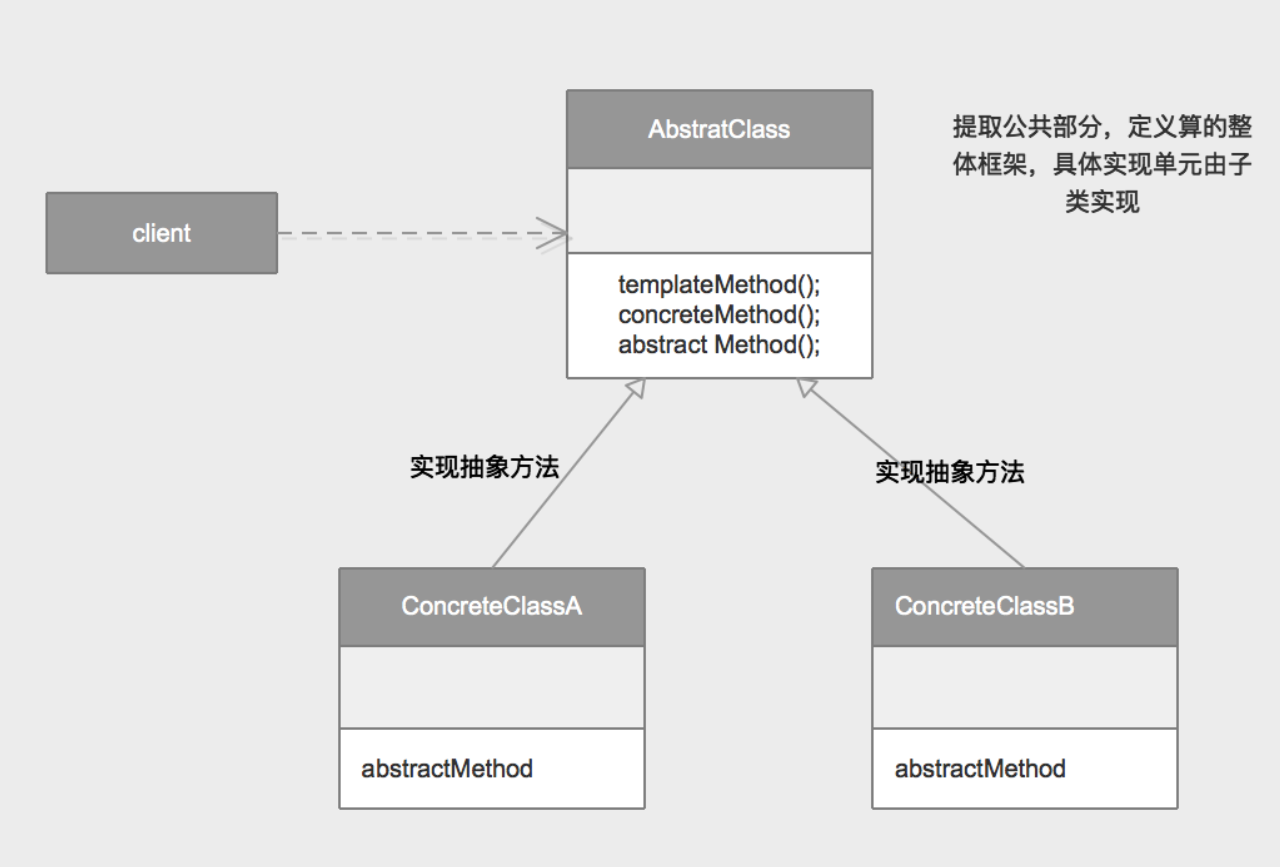 AbstratClass
提取公共部分，定义算的整
体框架，具体实现单元由子
类实现
client
templateMethod();
concreteMethod();
abstract Method();
实现抽象方法
实现抽象方法
ConcreteClassA
ConcreteClassB
abstractMethod
abstractMethod